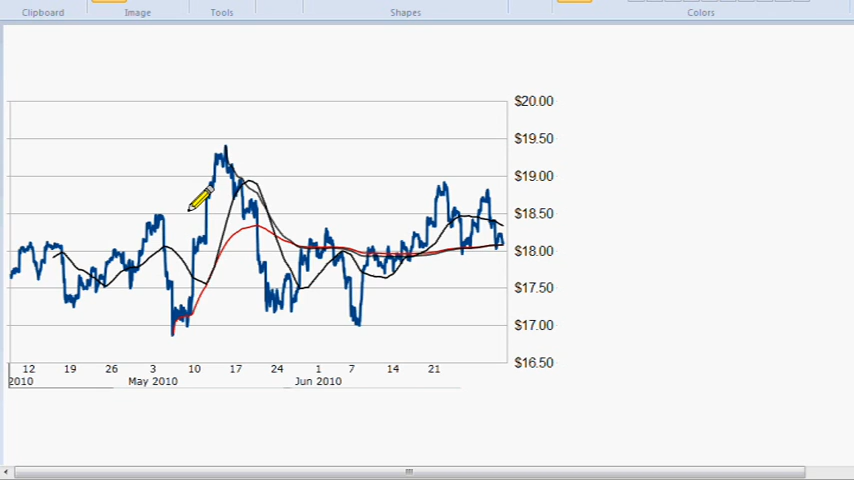 Clipboard Image Tools Shapes Colors
$20.00
$19.50
$19.00
$18.50
$18.00
$17.50
$17.00
$16.50
12 19 26 3 10 17 24 1 7 14 21
2010 May 2010 Jun 2010